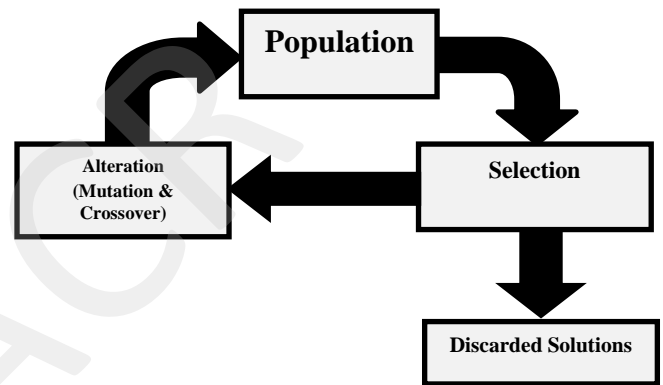 Population
Selection
Alteration
(Mutation &
Crossover)
Discarded Solutions